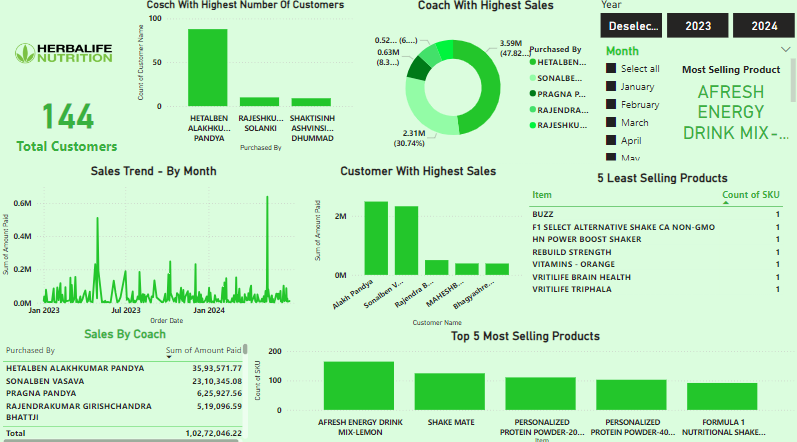 HERBALIFE
NUTRITION
144
Total Customers
Cosch With Highest Number Of Customers
Count of Customer Name
100
50
0
HETALBEN
ALAKHKU...
PANDYA
RAJESHKU...
SOLANKI
SHAKTISINH
ASHVINSI...
DHUMMAD
Purchased By
Coach With Highest Sales
0.52... (6....)
0.63M
(8.3...)
3.59M
(47.82...)
2.31M
(30.74%)
Purchased By
HETALBEN...
SONALBE...
PRAGNA P...
RAJENDRA...
RAJESHKU...
Year
Deselec...
2023
2024
Month
Select all
January
February
March
April
May
Most Selling Product
AFRESH
ENERGY
DRINK MIX-...
Sales Trend - By Month
Sum of Amount Paid
0.6M
0.4M
0.2M
0.0M
Jan 2023
Jul 2023
Jan 2024
Order Date
Customer With Highest Sales
Sum of Amount Paid
2M
0M
Alakh Pandya
Sonalben V...
Rajendra B...
MAHESHB...
Bhagyashre...
Customer Name
5 Least Selling Products
Item Count of SKU
BUZZ 1
F1 SELECT ALTERNATIVE SHAKE CA NON-GMO 1
HN POWER BOOST SHAKER 1
REBUILD STRENGTH 1
VITAMINS - ORANGE 1
VRITILIFE BRAIN HEALTH 1
VRITILIFE TRIPHALA 1
Sales By Coach
Purchased By Sum of Amount Paid
HETALBEN ALAKHKUMAR PANDYA 35,93,571.77
SONALBEN VASAVA 23,10,345.08
PRAGNA PANDYA 6,25,927.56
RAJENDRAKUMAR GIRISHCHANDRA 5,19,096.59
BHATTJI
Total 1,02,72,046.22
Top 5 Most Selling Products
Count of SKU
200
100
0
AFRESH ENERGY DRINK
MIX-LEMON
SHAKE MATE
PERSONALIZED
PROTEIN POWDER-20...
PERSONALIZED
PROTEIN POWDER-40...
FORMULA 1
NUTRITIONAL SHAKE...
Item